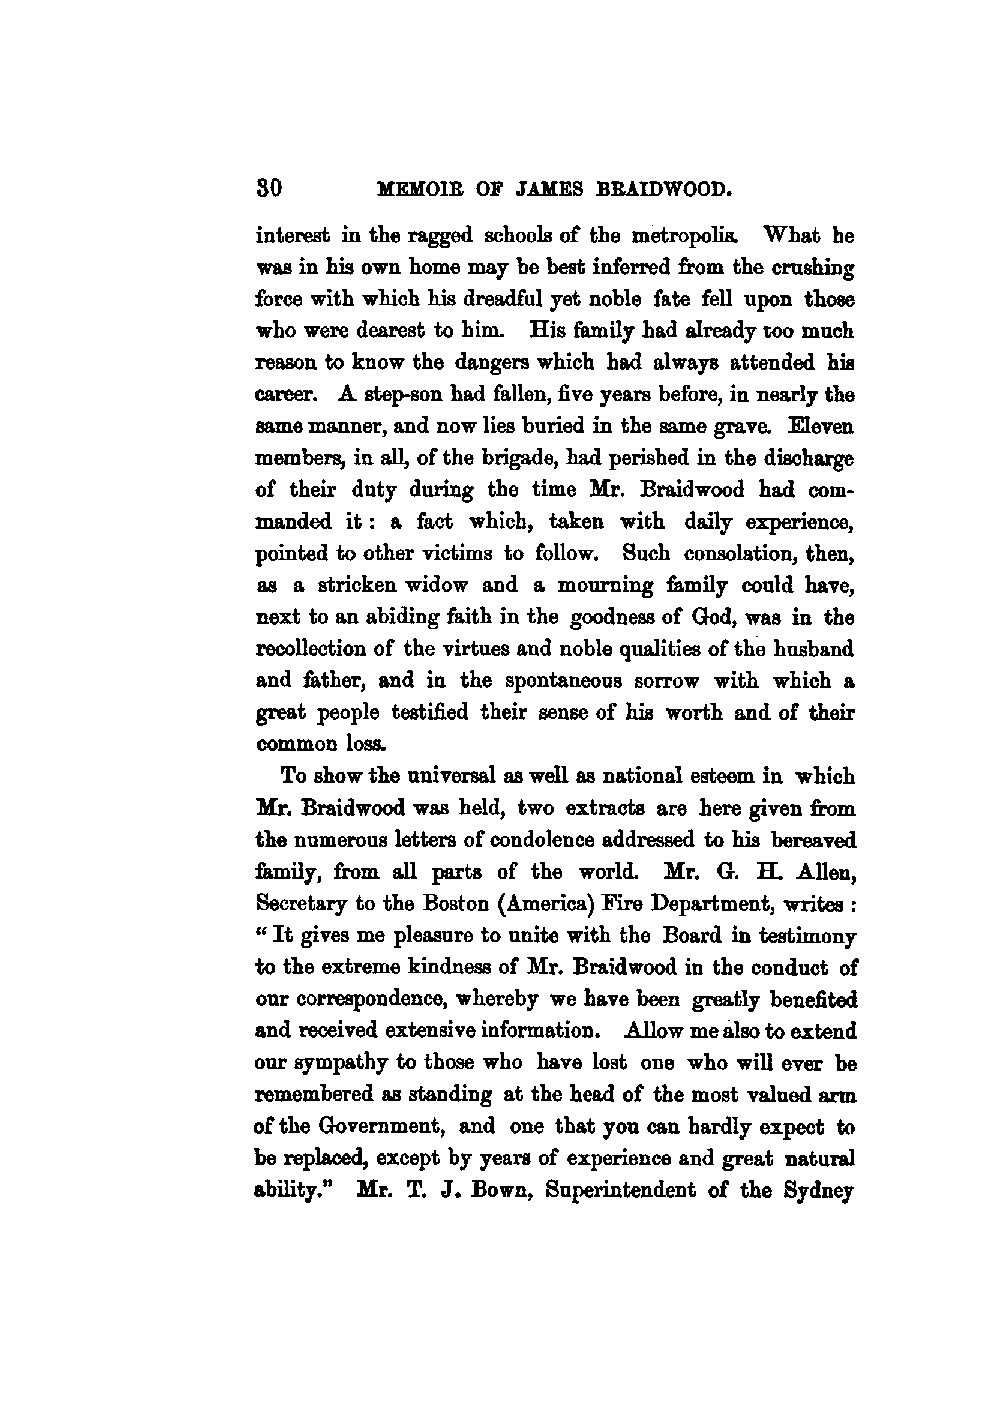 30 MEMOIR OF JAMES BRAIDWOOD.
interest in the ragged schools of the metropolis. What he
was in his own home may be best inferred from the crushing
force with which his dreadful yet noble fate fell upon those
who were dearest to him. His family had already too much
reason to know the dangers which had always attended his
career. A step-son had fallen, five years before, in nearly the
same manner, and now lies buried in the same grave. Eleven
members, in all, of the brigade, had perished in the discharge
of their duty during the time Mr. Braidwood had com-
manded it : a fact which, taken with daily experience,
pointed to other victims to follow. Such consolation, then,
as a stricken widow and a mourning family could have,
next to an abiding faith in the goodness of God, was in the
recollection of the virtues and noble qualities of the husband
and father, and in the spontaneous sorrow with which a
great people testified their sense of his worth and of their
common loss.
To show the universal as well as national esteem in which
Mr. Braidwood was held, two extracts are here given from
the numerous letters of condolence addressed to his bereaved
family, from all parts of the world. Mr. G. H. Allen,
Secretary to the Boston (America) Fire Department, writes :
“ It gives me pleasure to unite with the Board in testimony
to the extreme kindness of Mr. Braidwood in the conduct of
our correspondence, whereby we have been greatly benefited
and received extensive information. Allow me also to extend
our sympathy to those who have lost one who will ever be
remembered as standing at the head of the most valued arm
of the Government, and one that you can hardly expect to
be replaced, except by years of experience and great natural
ability.” Mr. T. J. Bown, Superintendent of the Sydney